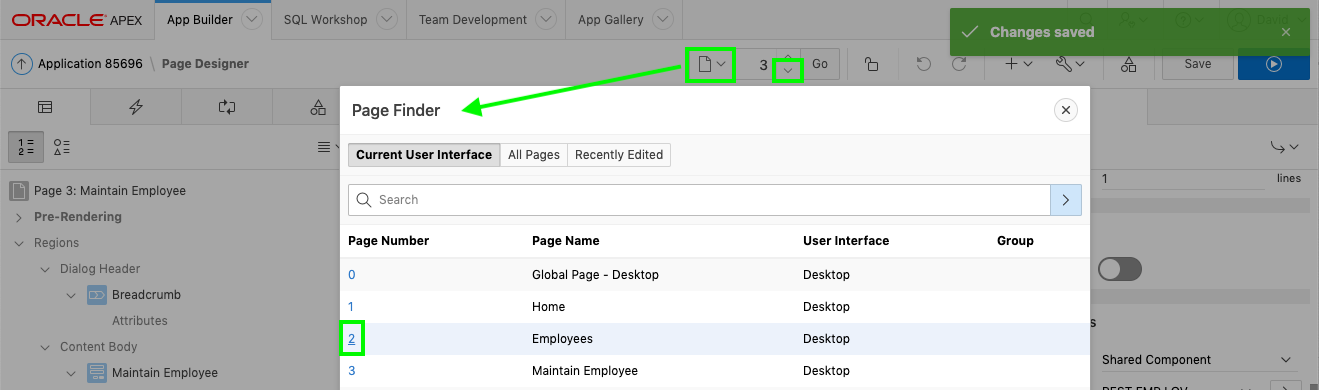 ORACLE APEX App Builder SQL Workshop Team Development App Gallery
Changes saved
Application 85696 \ Page Designer 3 Go Save
Page Finder
Current User Interface All Pages Recently Edited
1 lines
Page 3: Maintain Employee
Search
Pre-Rendering
Page Number Page Name User Interface Group
Regions
Dialog Header
0 Global Page - Desktop Desktop
Breadcrumb
1 Home Desktop
Attributes
2 Employees Desktop
Content Body
Shared Component
Maintain Employee
3 Maintain Employee Desktop